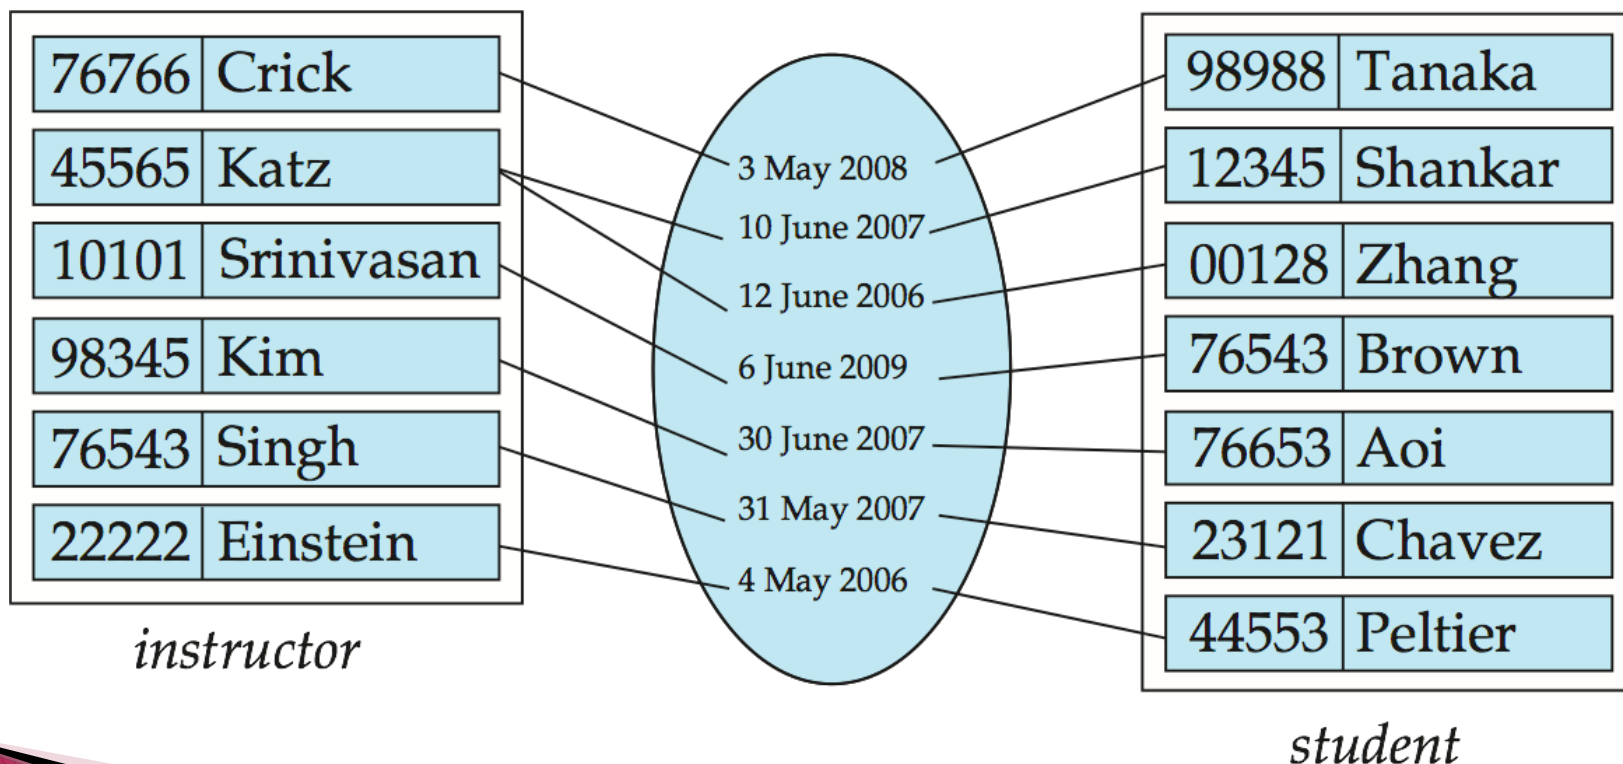 76766 Crick
45565 Katz
10101 Srinivasan
98345 Kim
76543 Singh
22222 Einstein
instructor
3 May 2008
10 June 2007
12 June 2006
6 June 2009
30 June 2007
31 May 2007
4 May 2006
98988 Tanaka
12345 Shankar
00128 Zhang
76543 Brown
76653 Aoi
23121 Chavez
44553 Peltier
student